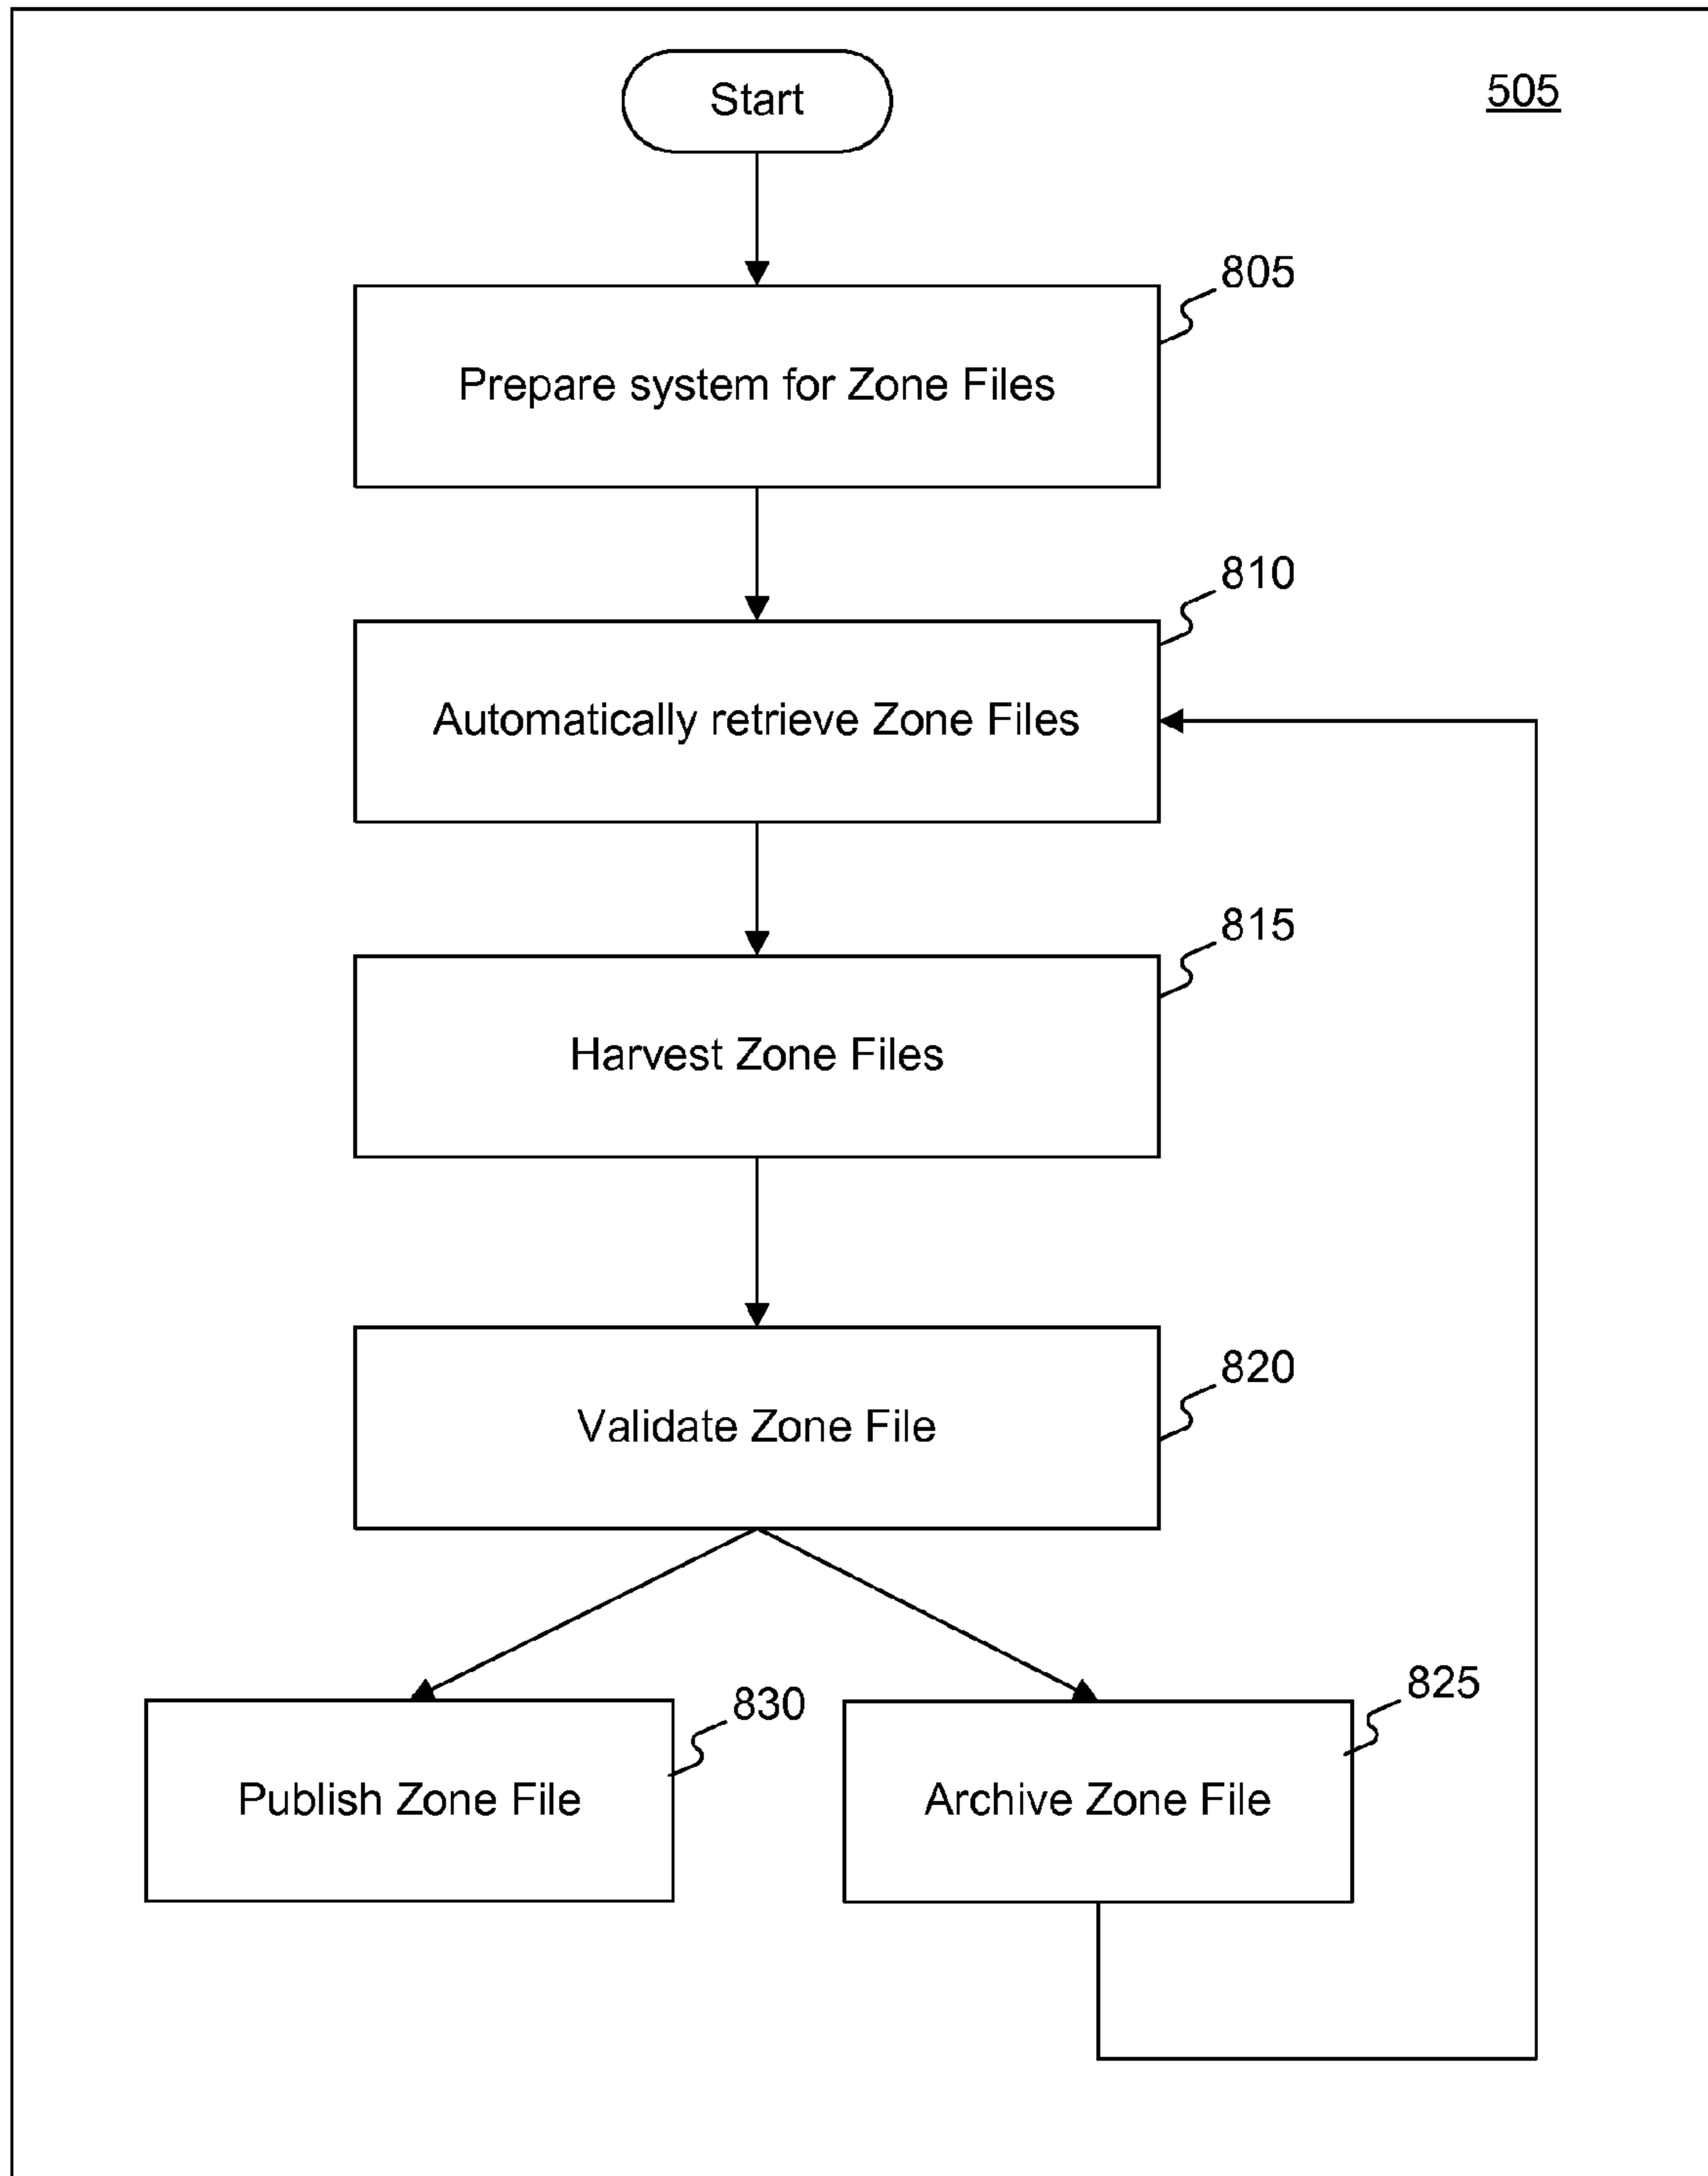 Start
505
805
Prepare system for Zone Files
810
Automatically retrieve Zone Files
815
Harvest Zone Files
820
Validate Zone File
830
825
Publish Zone File
Archive Zone File